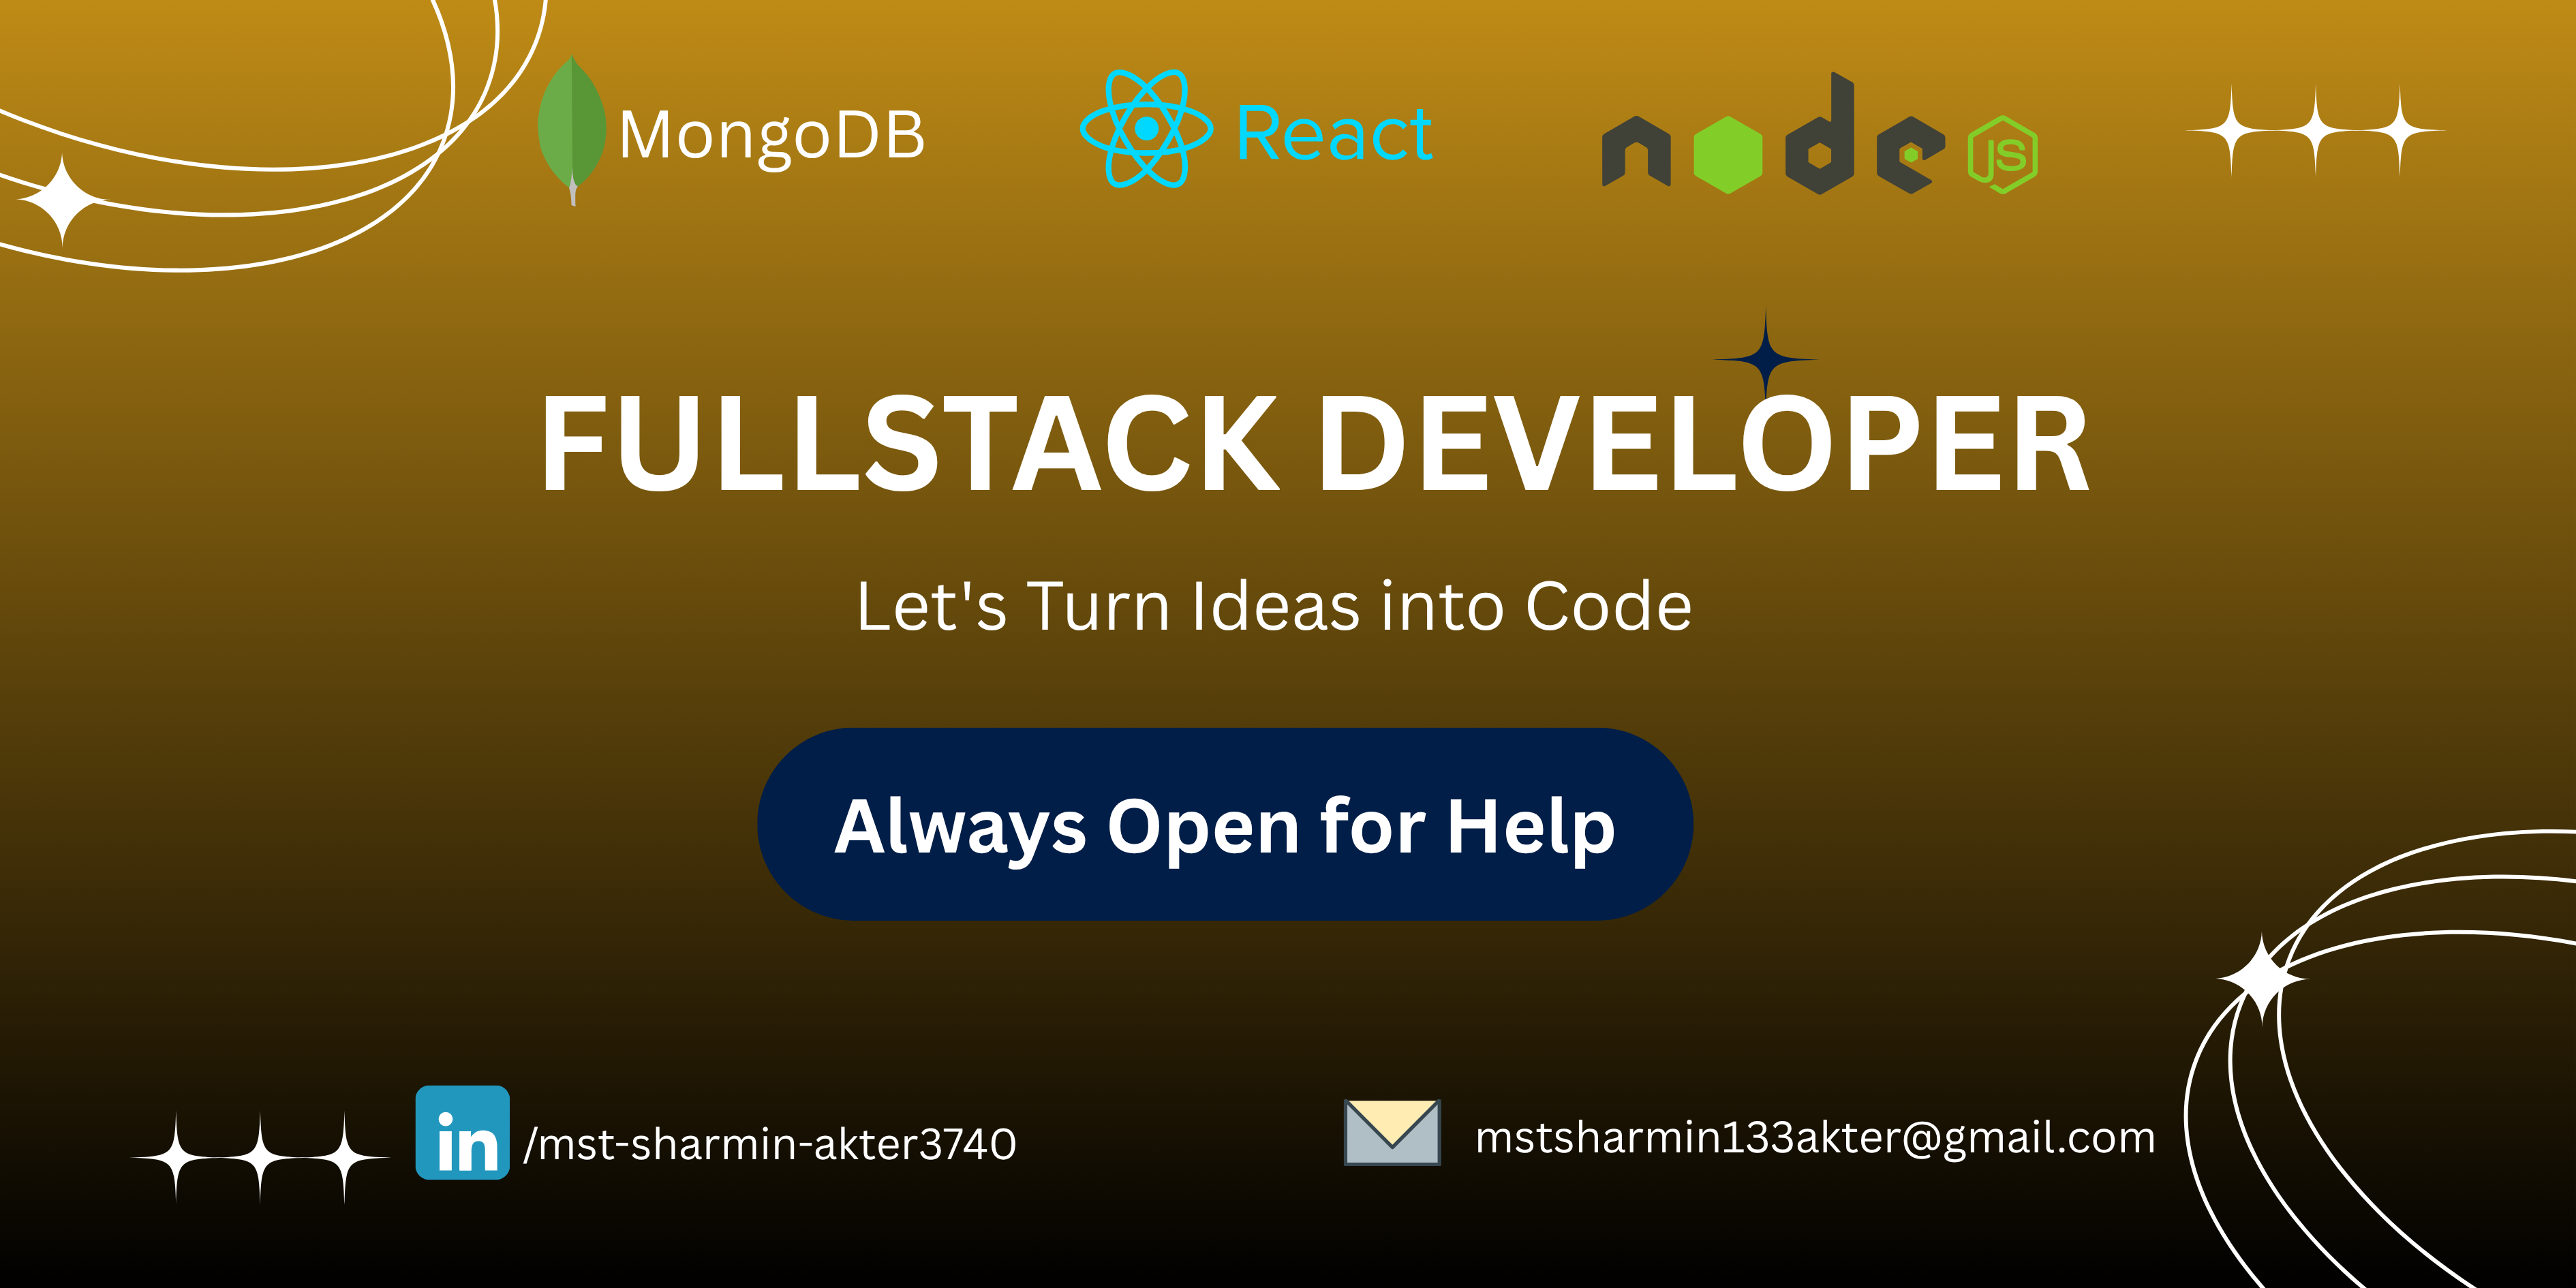 MongoDB
React
node JS
FULLSTACK DEVELOPER
Let's Turn Ideas into Code
Always Open for Help
in /mst-sharmin-akter3740
mstsharmin133akter@gmail.com